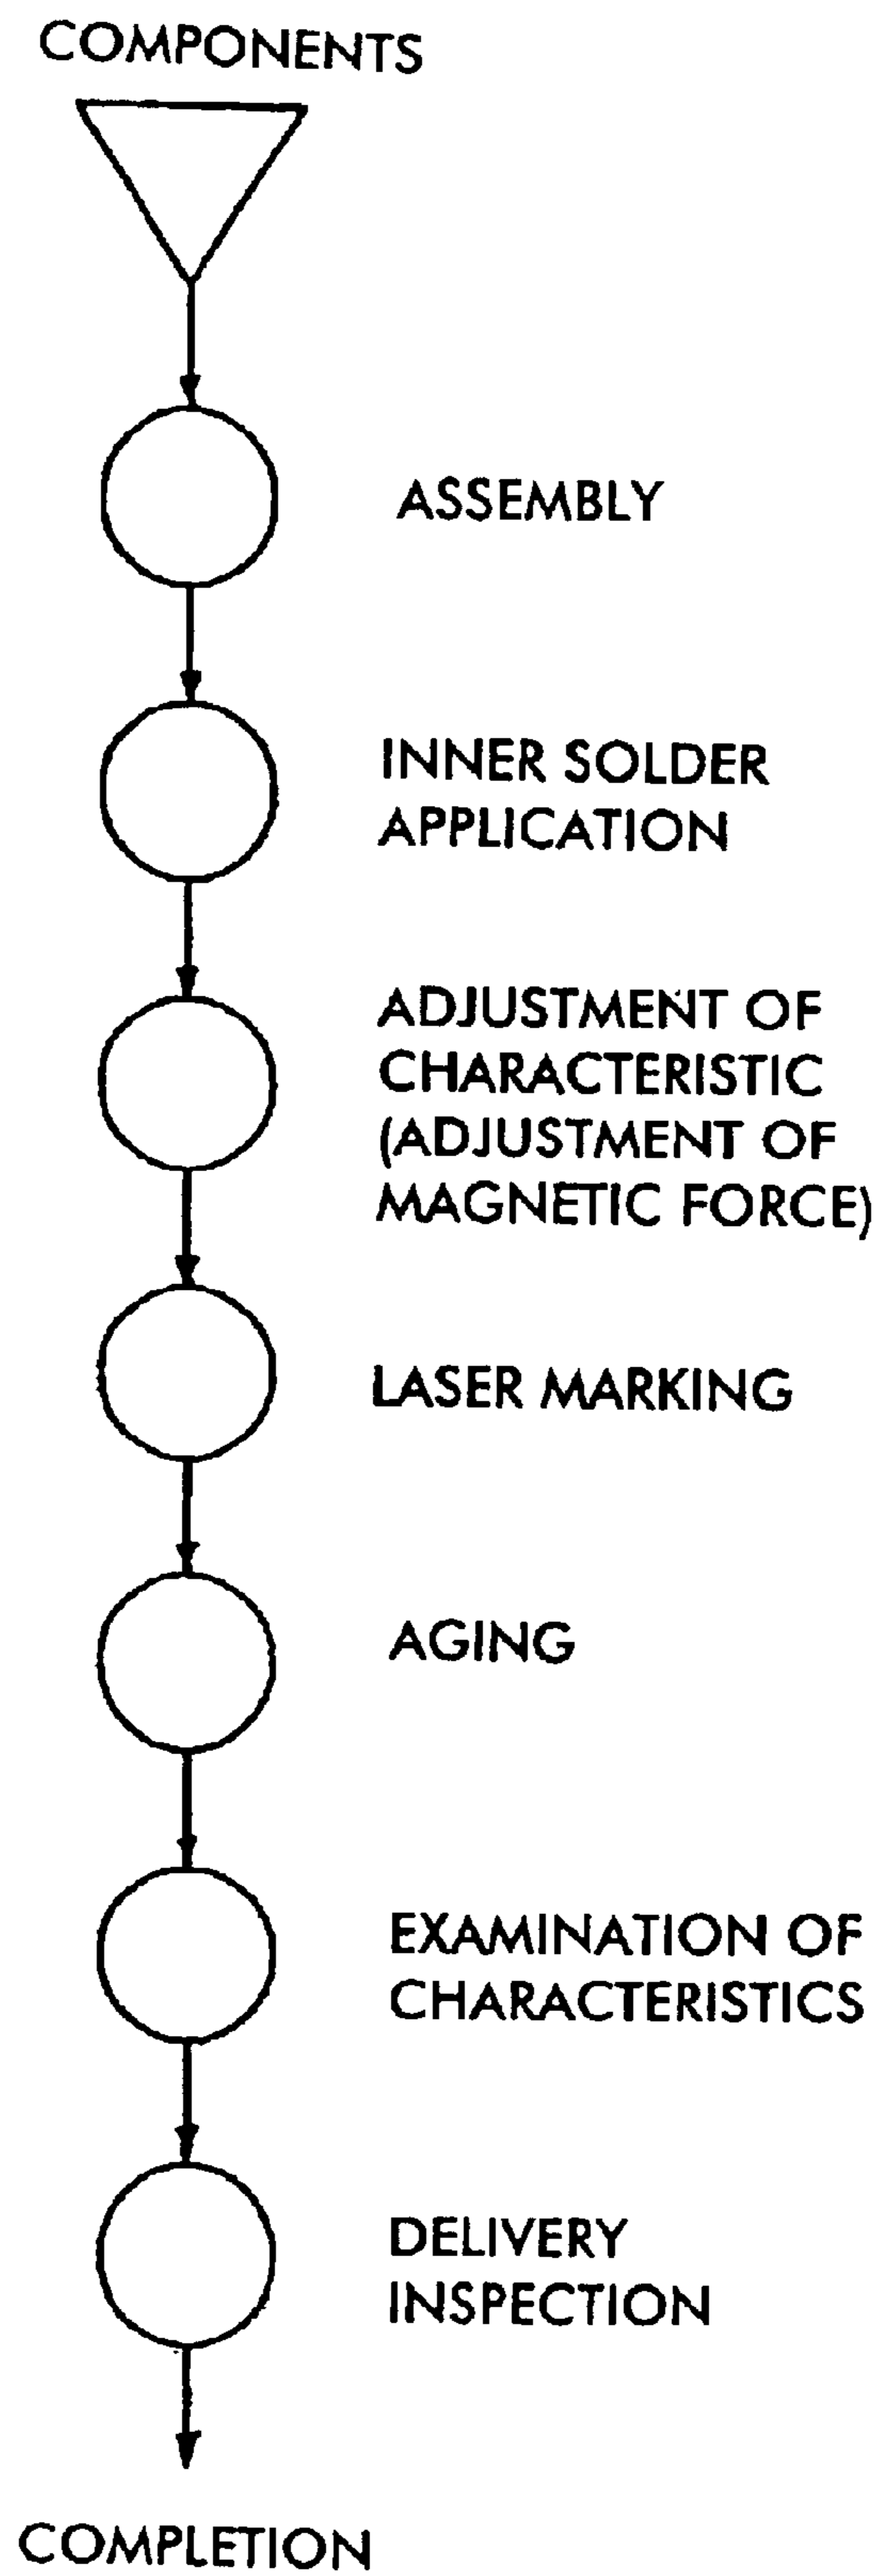 COMPONENTS
ASSEMBLY
INNER SOLDER
APPLICATION
ADJUSTMENT OF
CHARACTERISTIC
(ADJUSTMENT OF
MAGNETIC FORCE)
LASER MARKING
AGING
EXAMINATION OF
CHARACTERISTICS
DELIVERY
INSPECTION
COMPLETION